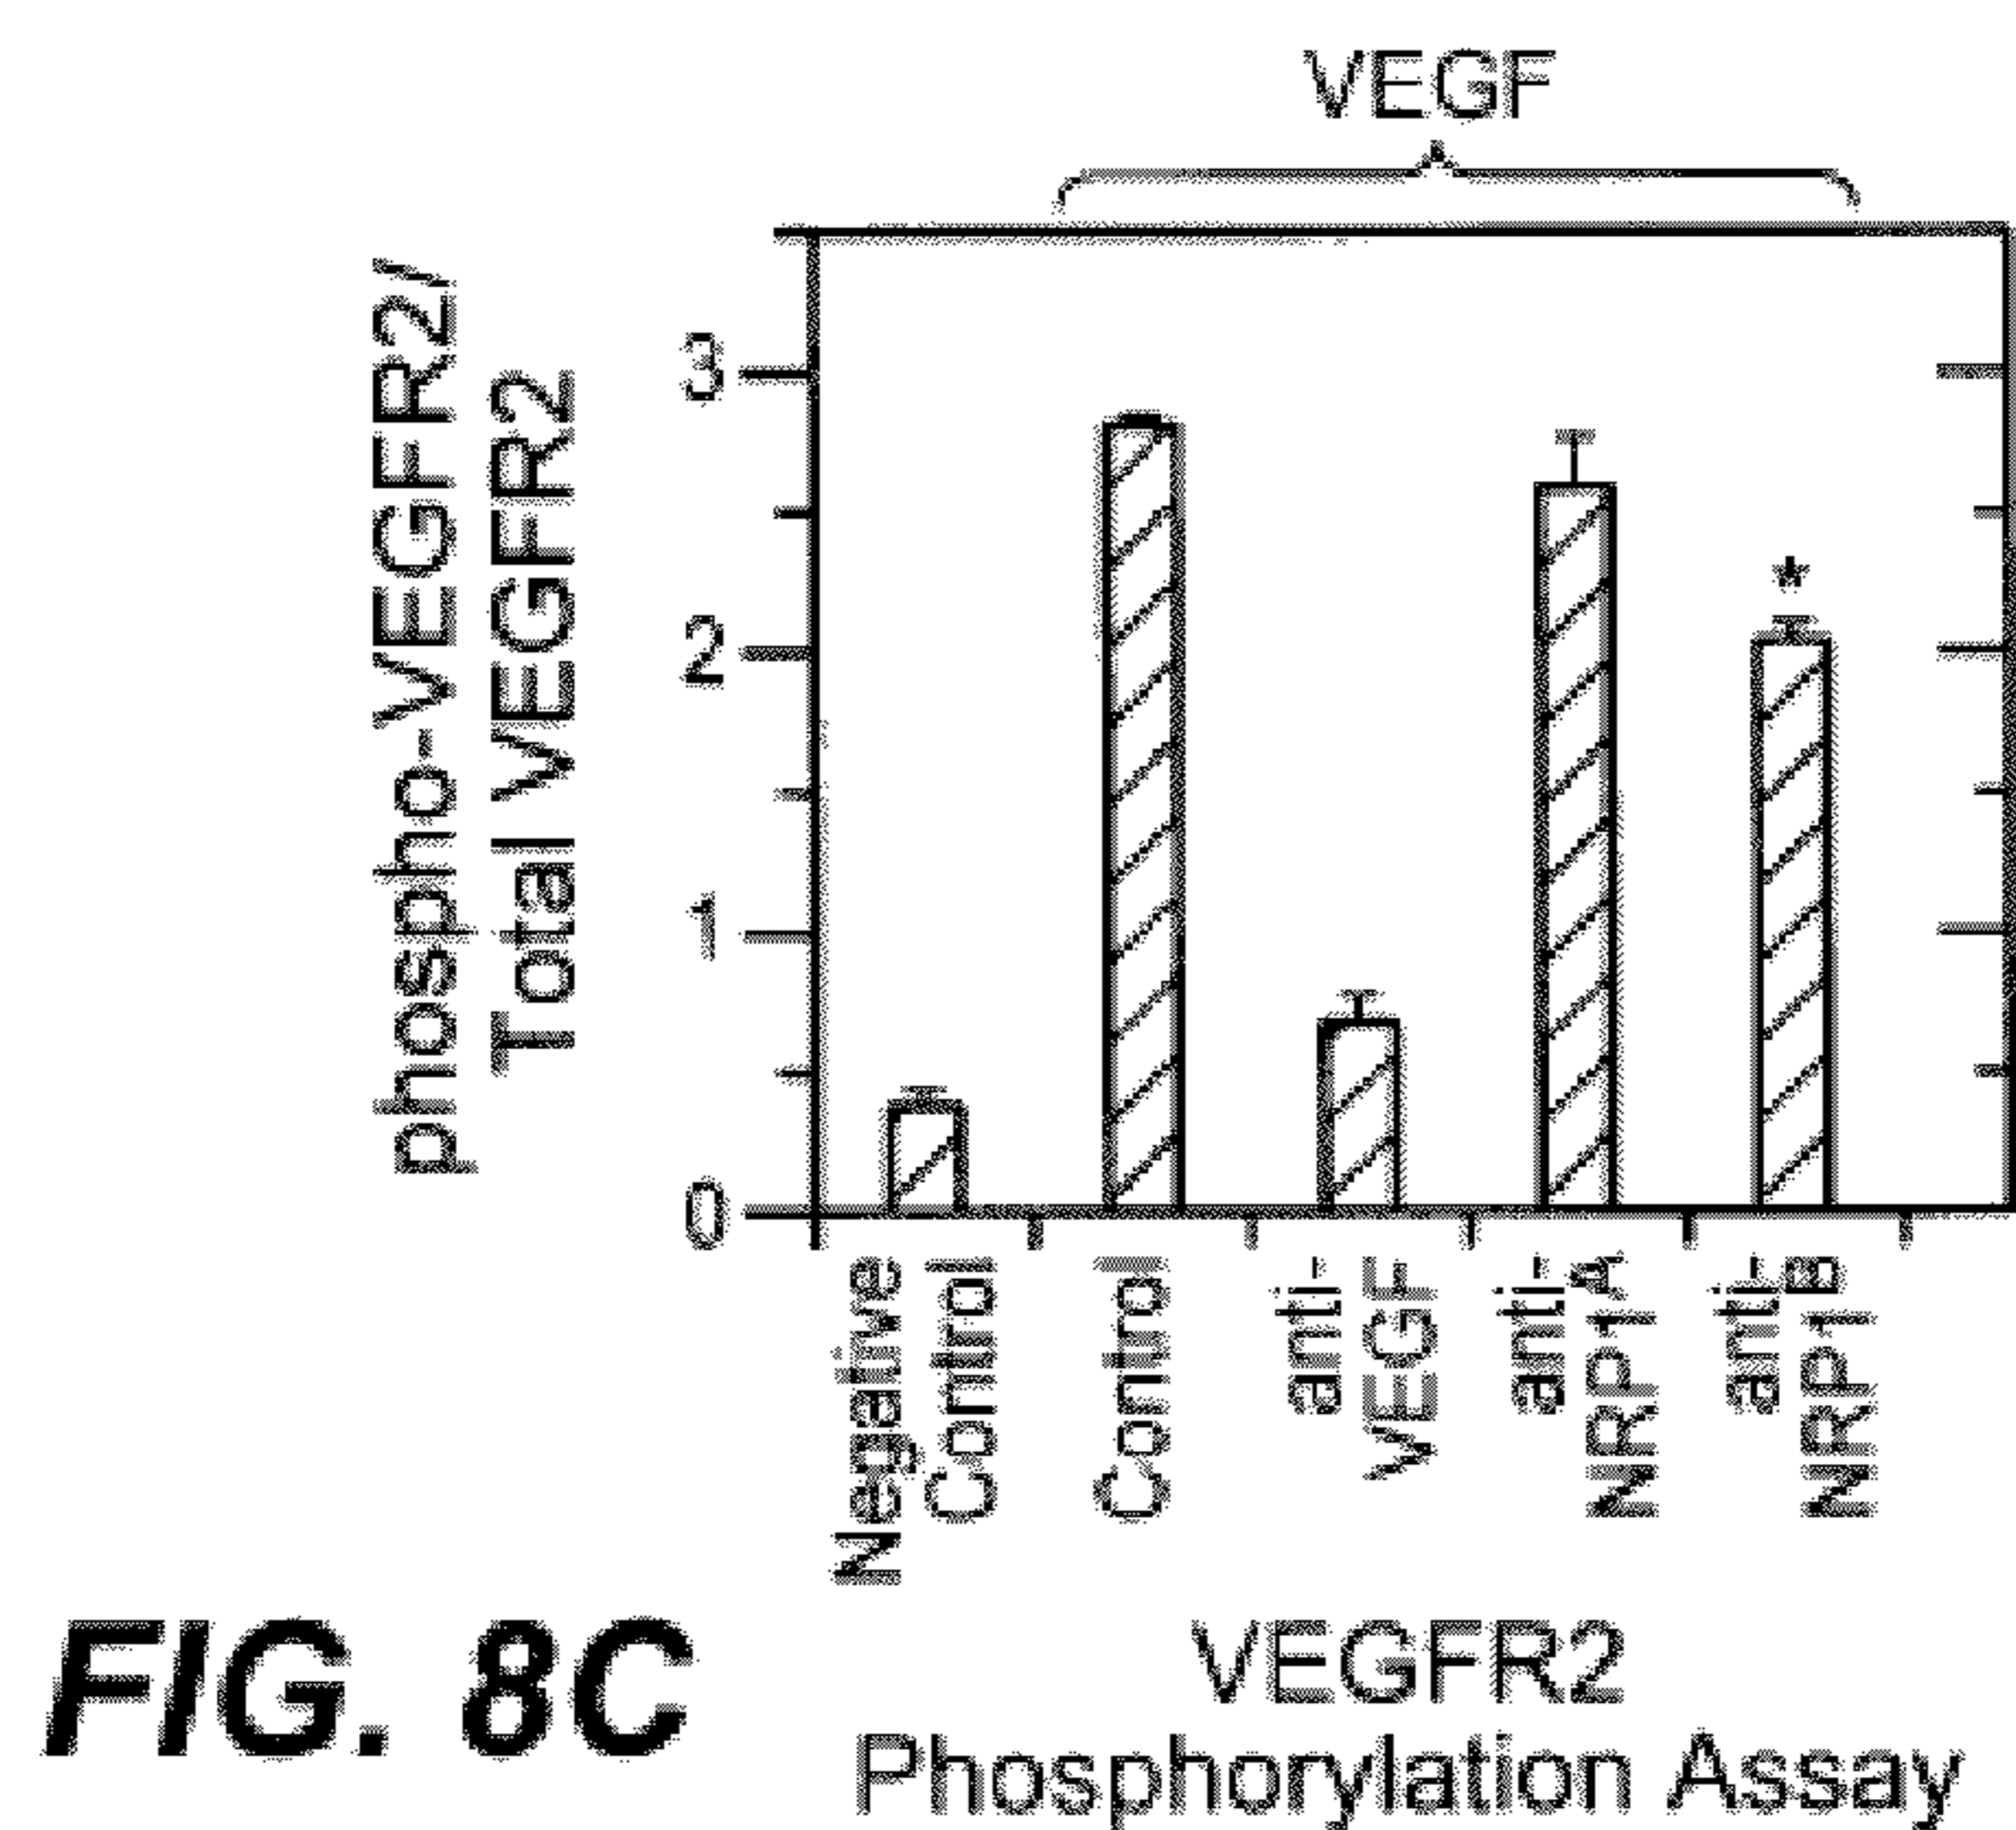 VEGF
phospho-VEGFR2/
Total VEGFR2
3
2
1
0
Negative
Control
Control
anti-
VEGF
anti-
NRP1A
anti-
NRP1B
VEGFR2
Phosphorylation Assay
*
FIG. 8C